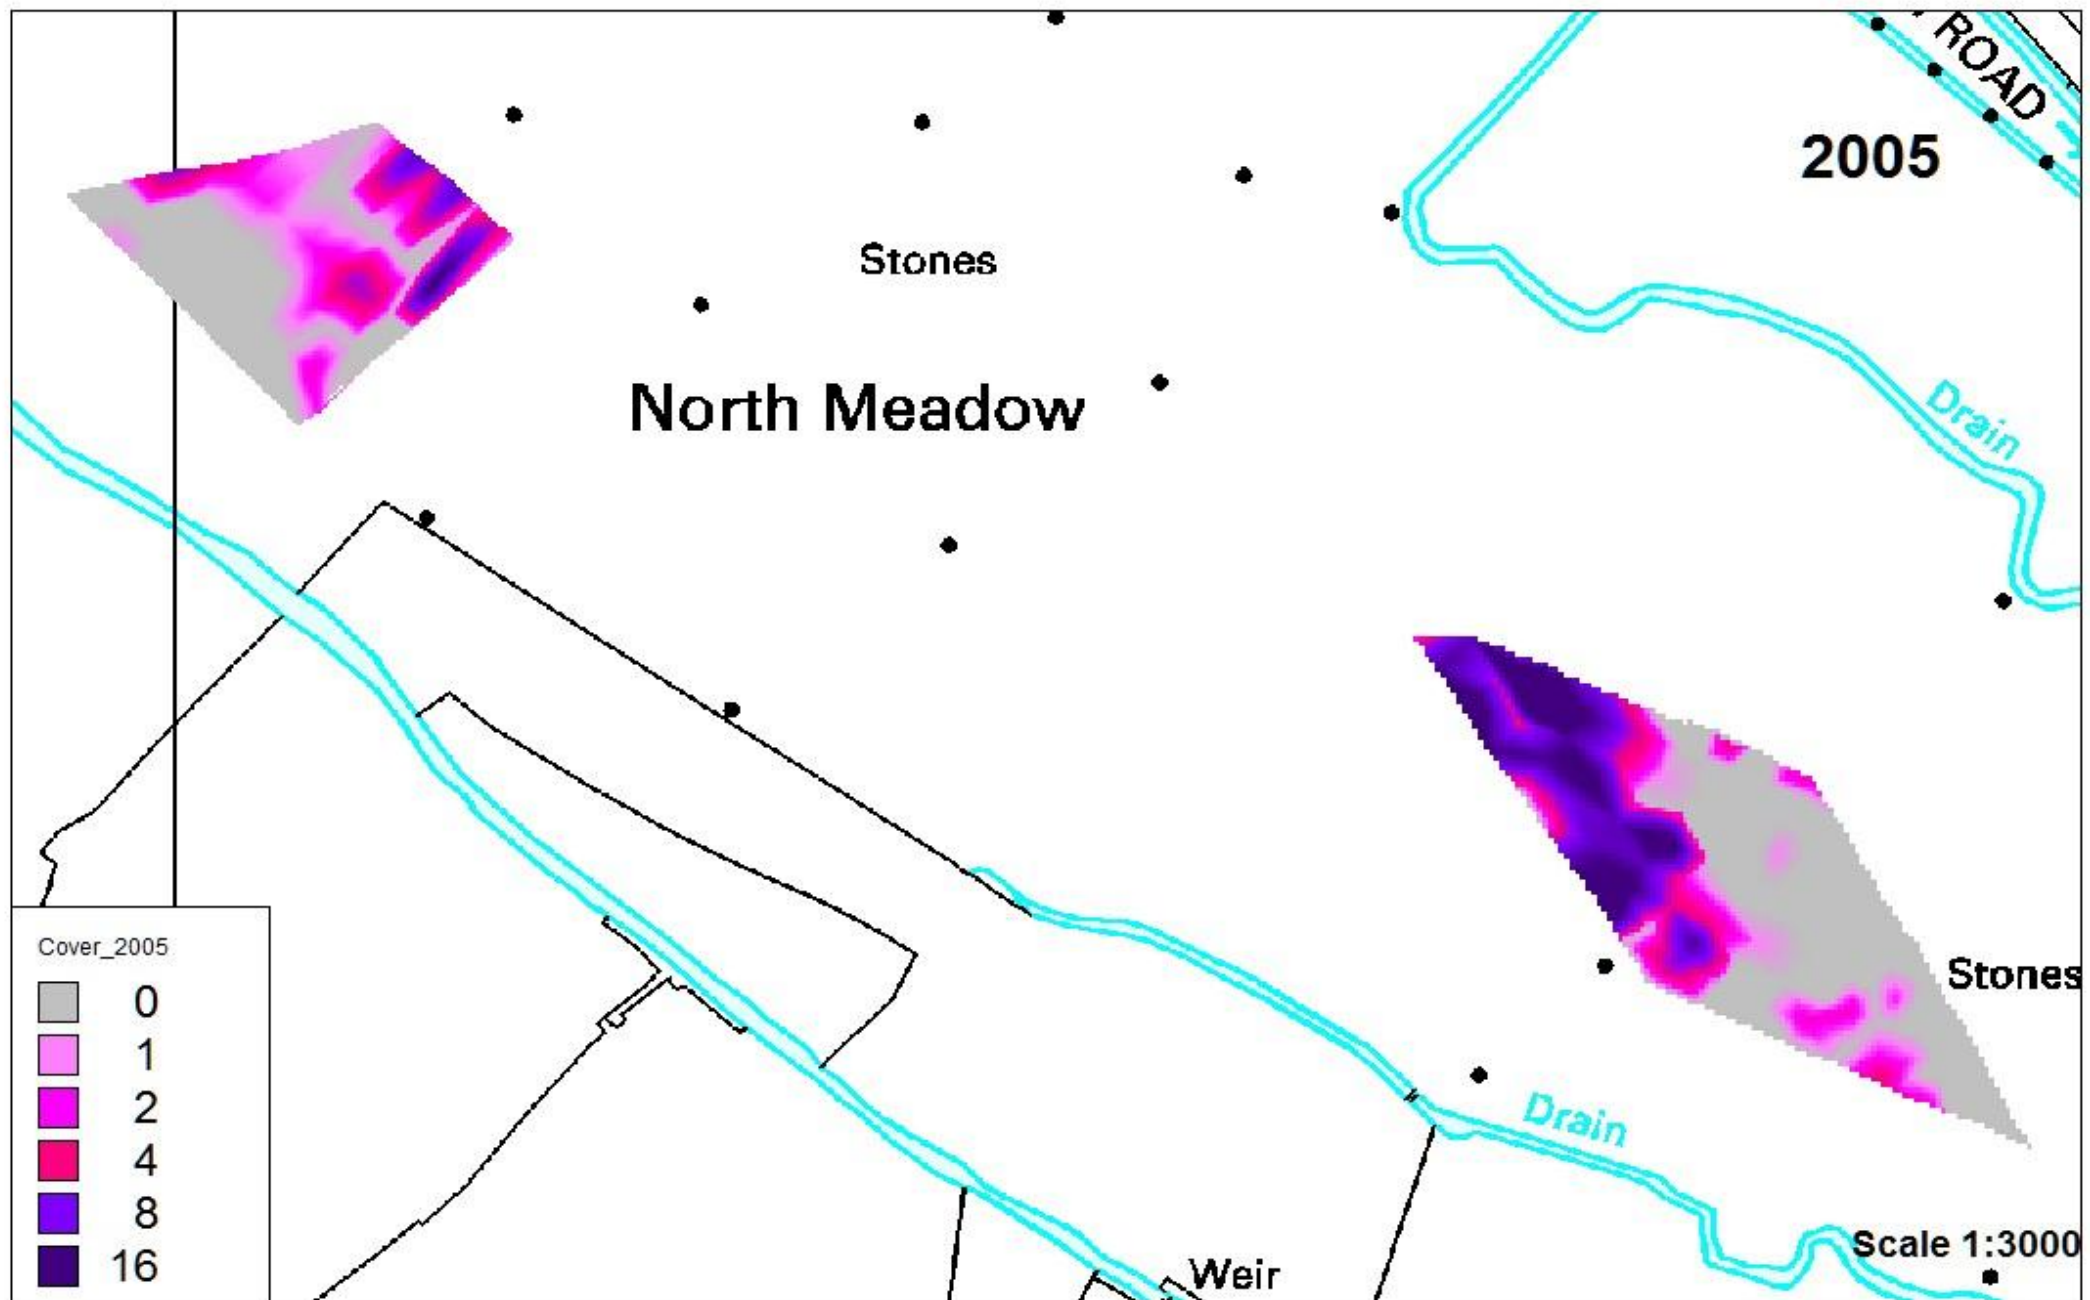 ROAD
2005
Stones
North Meadow
Drain
Cover_2005
0
1
2
4
8
16
Stones
Drain
Weir
Scale 1:3000